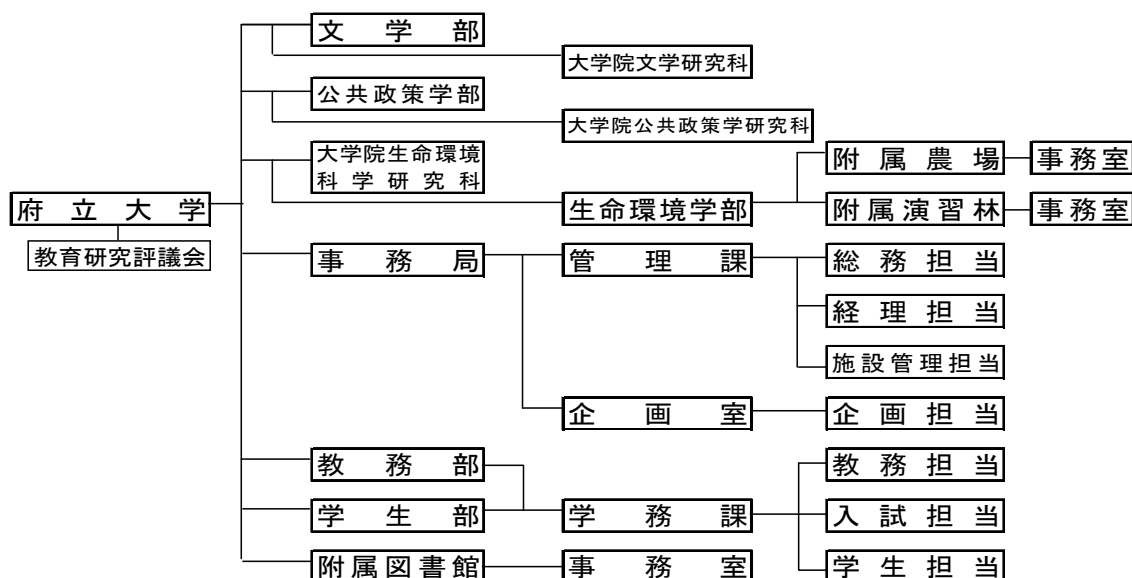 文学部
大学院文学研究科
公共政策学部
大学院公共政策学研究科
大学院生命環境
科学研究科
附属農場
事務室
府立大学
生命環境学部
附属演習林
事務室
教育研究評議会
事務局
管理課
総務担当
経理担当
施設管理担当
企画室
企画担当
教務部
教務担当
学生部
学務課
入試担当
附属図書館
事務室
学生担当